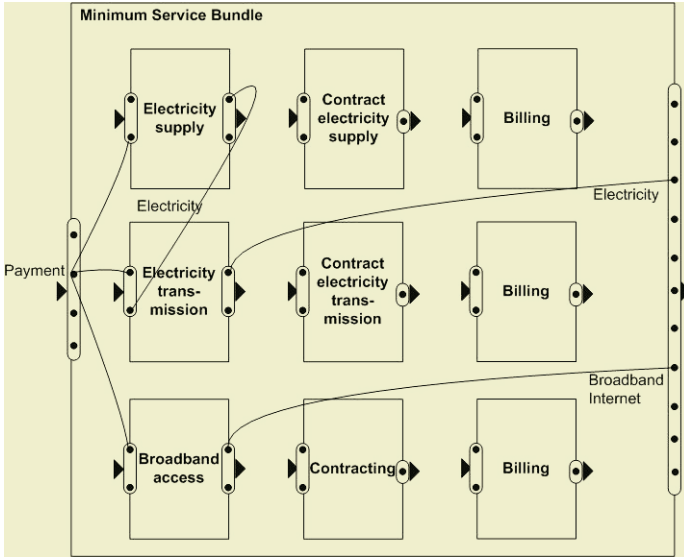 Minimum Service Bundle
Electricity
supply
Contract
electricity
supply
Billing
Electricity
Electricity
Payment
Electricity
trans-
mission
Contract
electricity
trans-
mission
Billing
Broadband
Internet
Broadband
access
Contracting
Billing